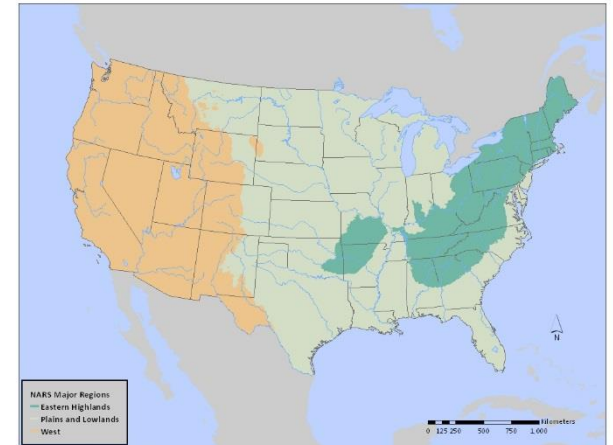 N
NARS Major Regions
Eastern Highlands
Plains and Lowlands
West
Kilometers
0 125 250 500 750 1,000